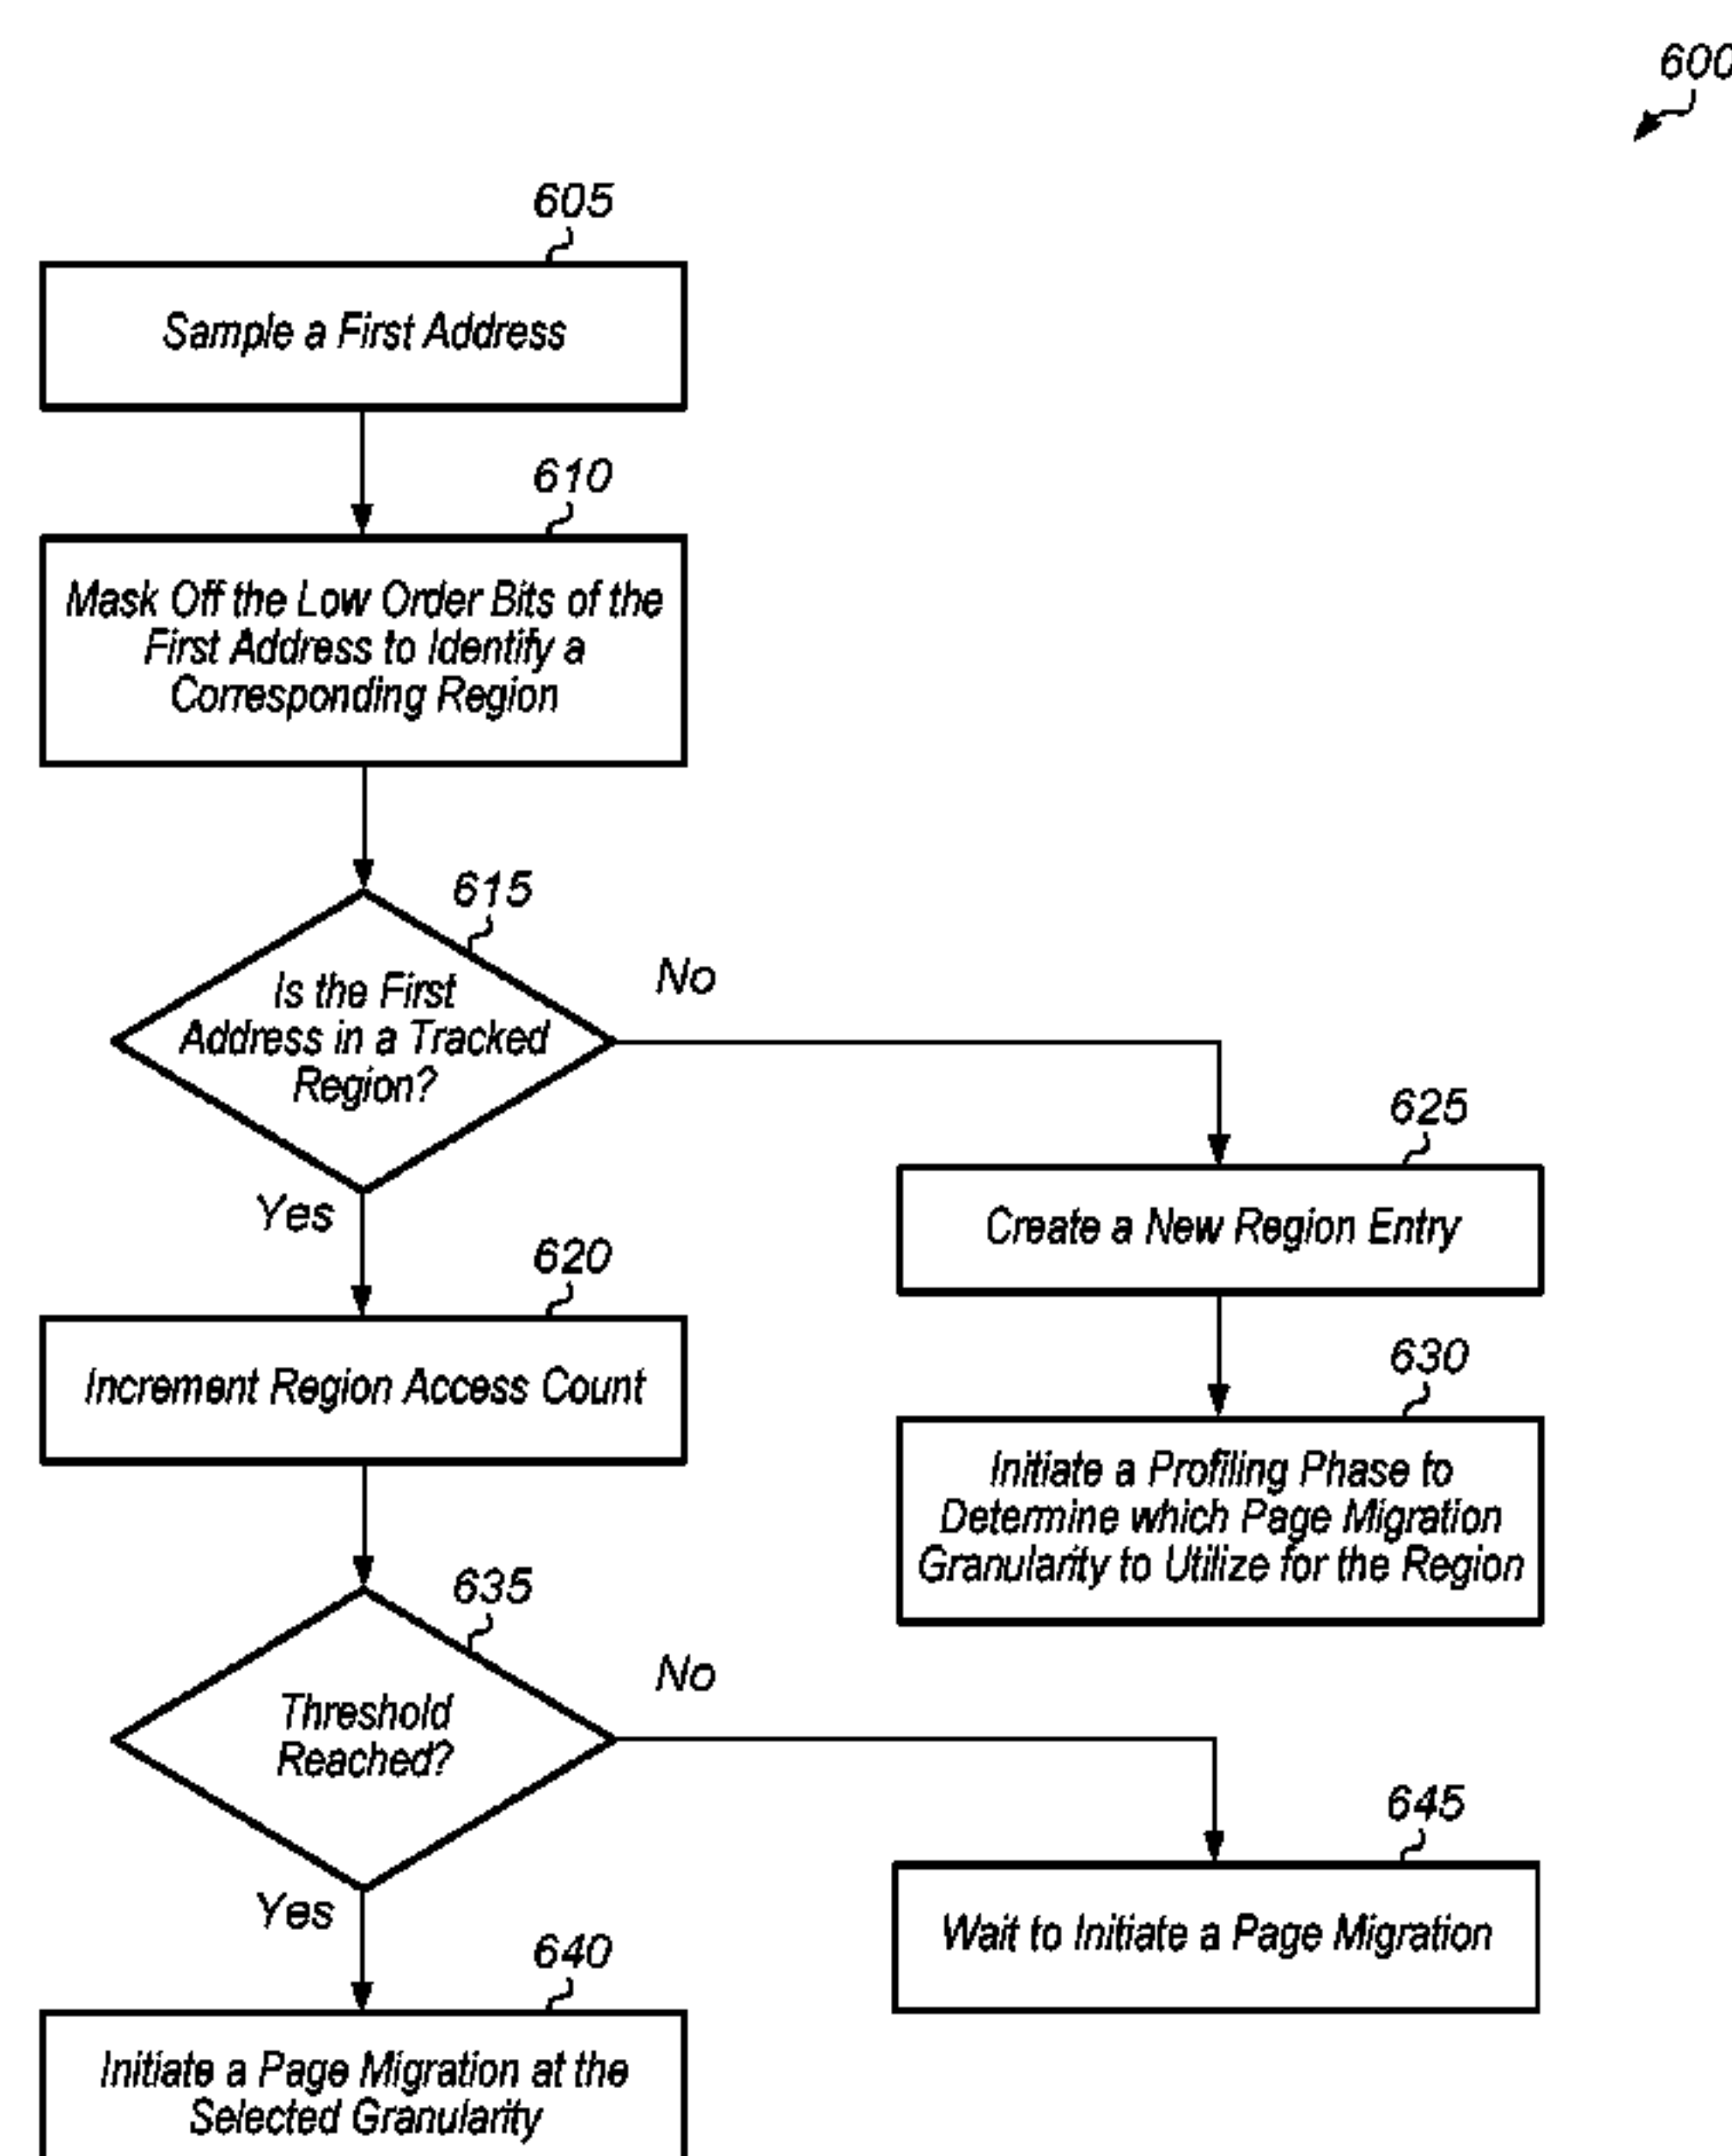 600
605
Sample a First Address
610
Mask Off the Low Order Bits of the
First Address to Identify a
Corresponding Region
615
Is the First
Address in a Tracked
Region?
No
Yes
625
Create a New Region Entry
620
Increment Region Access Count
630
Initiate a Profiling Phase to
Determine which Page Migration
Granularity to Utilize for the Region
635
Threshold
Reached?
No
Yes
645
Wait to Initiate a Page Migration
640
Initiate a Page Migration at the
Selected Granularity